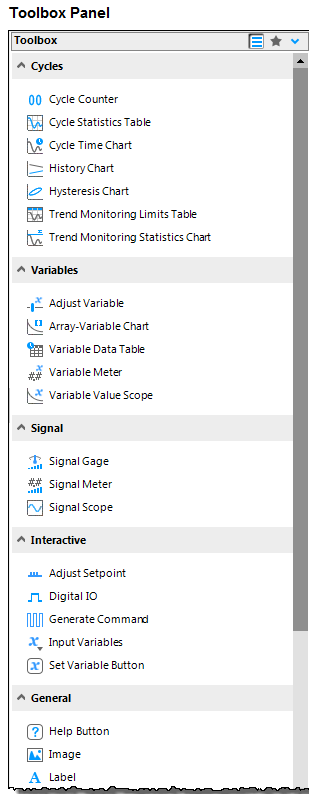 Toolbox Panel
Toolbox
Cycles
Cycle Counter
Cycle Statistics Table
Cycle Time Chart
History Chart
Hysteresis Chart
Trend Monitoring Limits Table
Trend Monitoring Statistics Chart
Variables
Adjust Variable
Array-Variable Chart
Variable Data Table
Variable Meter
Variable Value Scope
Signal
Signal Gage
Signal Meter
Signal Scope
Interactive
Adjust Setpoint
Digital IO
Generate Command
Input Variables
Set Variable Button
General
Help Button
Image
Label